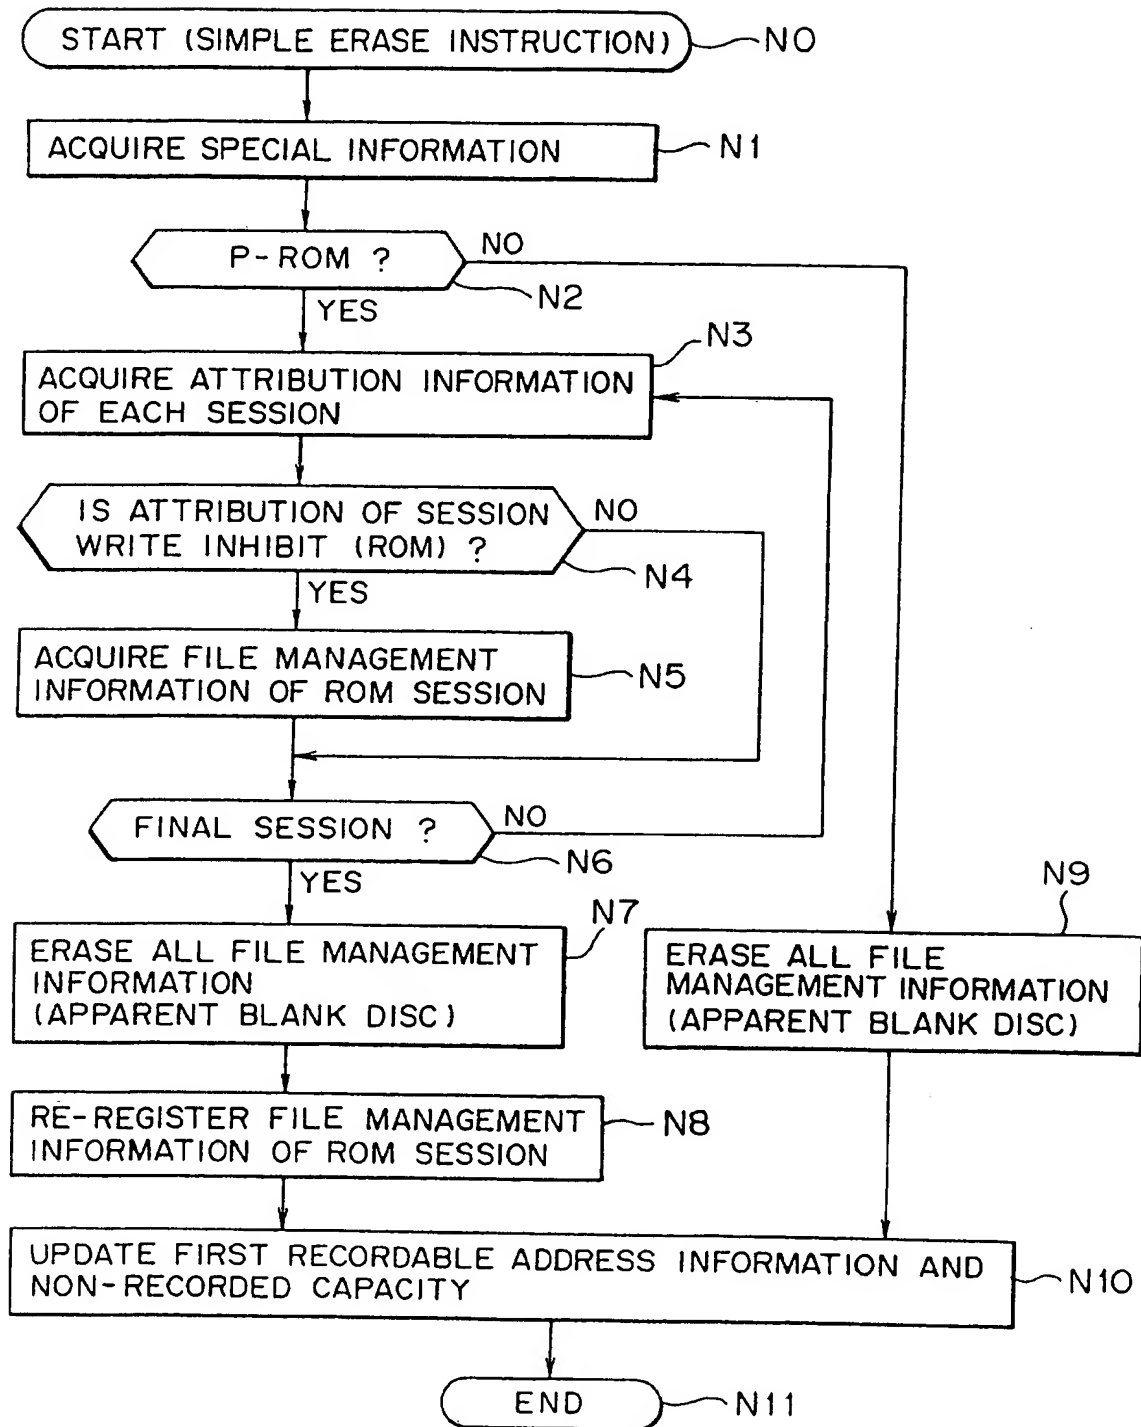 START (SIMPLE ERASE INSTRUCTION)
N0
ACQUIRE SPECIAL INFORMATION
N1
P-ROM ?
NO
N2
YES
N3
ACQUIRE ATTRIBUTION INFORMATION
OF EACH SESSION
IS ATTRIBUTION OF SESSION
WRITE INHIBIT (ROM) ?
NO
N4
YES
ACQUIRE FILE MANAGEMENT
INFORMATION OF ROM SESSION
N5
FINAL SESSION ?
NO
N6
YES
N7
ERASE ALL FILE MANAGEMENT
INFORMATION
(APPARENT BLANK DISC)
N9
ERASE ALL FILE
MANAGEMENT INFORMATION
(APPARENT BLANK DISC)
RE-REGISTER FILE MANAGEMENT
INFORMATION OF ROM SESSION
N8
UPDATE FIRST RECORDABLE ADDRESS INFORMATION AND
NON-RECORDED CAPACITY
N10
END
N11